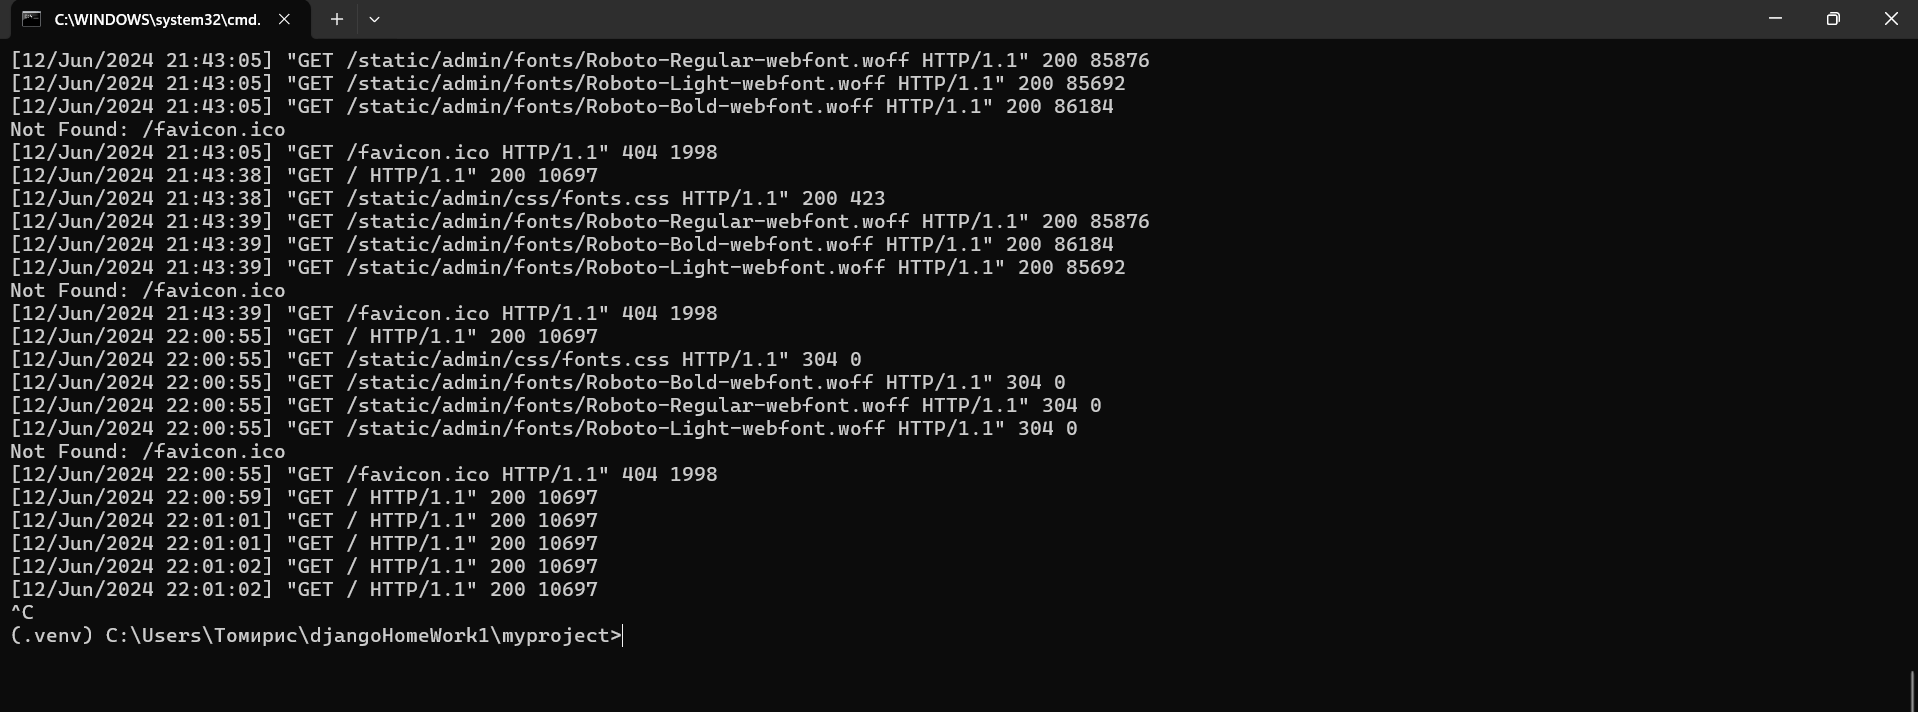 C:\WINDOWS\system32\cmd.
[12/Jun/2024 21:43:05] "GET /static/admin/fonts/Roboto-Regular-webfont.woff HTTP/1.1" 200 85876
[12/Jun/2024 21:43:05] "GET /static/admin/fonts/Roboto-Light-webfont.woff HTTP/1.1" 200 85692
[12/Jun/2024 21:43:05] "GET /static/admin/fonts/Roboto-Bold-webfont.woff HTTP/1.1" 200 86184
Not Found: /favicon.ico
[12/Jun/2024 21:43:05] "GET /favicon.ico HTTP/1.1" 404 1998
[12/Jun/2024 21:43:38] "GET / HTTP/1.1" 200 10697
[12/Jun/2024 21:43:38] "GET /static/admin/css/fonts.css HTTP/1.1" 200 423
[12/Jun/2024 21:43:39] "GET /static/admin/fonts/Roboto-Regular-webfont.woff HTTP/1.1" 200 85876
[12/Jun/2024 21:43:39] "GET /static/admin/fonts/Roboto-Bold-webfont.woff HTTP/1.1" 200 86184
[12/Jun/2024 21:43:39] "GET /static/admin/fonts/Roboto-Light-webfont.woff HTTP/1.1" 200 85692
Not Found: /favicon.ico
[12/Jun/2024 21:43:39] "GET /favicon.ico HTTP/1.1" 404 1998
[12/Jun/2024 22:00:55] "GET / HTTP/1.1" 200 10697
[12/Jun/2024 22:00:55] "GET /static/admin/css/fonts.css HTTP/1.1" 304 0
[12/Jun/2024 22:00:55] "GET /static/admin/fonts/Roboto-Bold-webfont.woff HTTP/1.1" 304 0
[12/Jun/2024 22:00:55] "GET /static/admin/fonts/Roboto-Regular-webfont.woff HTTP/1.1" 304 0
[12/Jun/2024 22:00:55] "GET /static/admin/fonts/Roboto-Light-webfont.woff HTTP/1.1" 304 0
Not Found: /favicon.ico
[12/Jun/2024 22:00:55] "GET /favicon.ico HTTP/1.1" 404 1998
[12/Jun/2024 22:00:59] "GET / HTTP/1.1" 200 10697
[12/Jun/2024 22:01:01] "GET / HTTP/1.1" 200 10697
[12/Jun/2024 22:01:01] "GET / HTTP/1.1" 200 10697
[12/Jun/2024 22:01:02] "GET / HTTP/1.1" 200 10697
[12/Jun/2024 22:01:02] "GET / HTTP/1.1" 200 10697
^C
(.venv) C:\Users\Томирис\djangoHomeWork1\myproject>